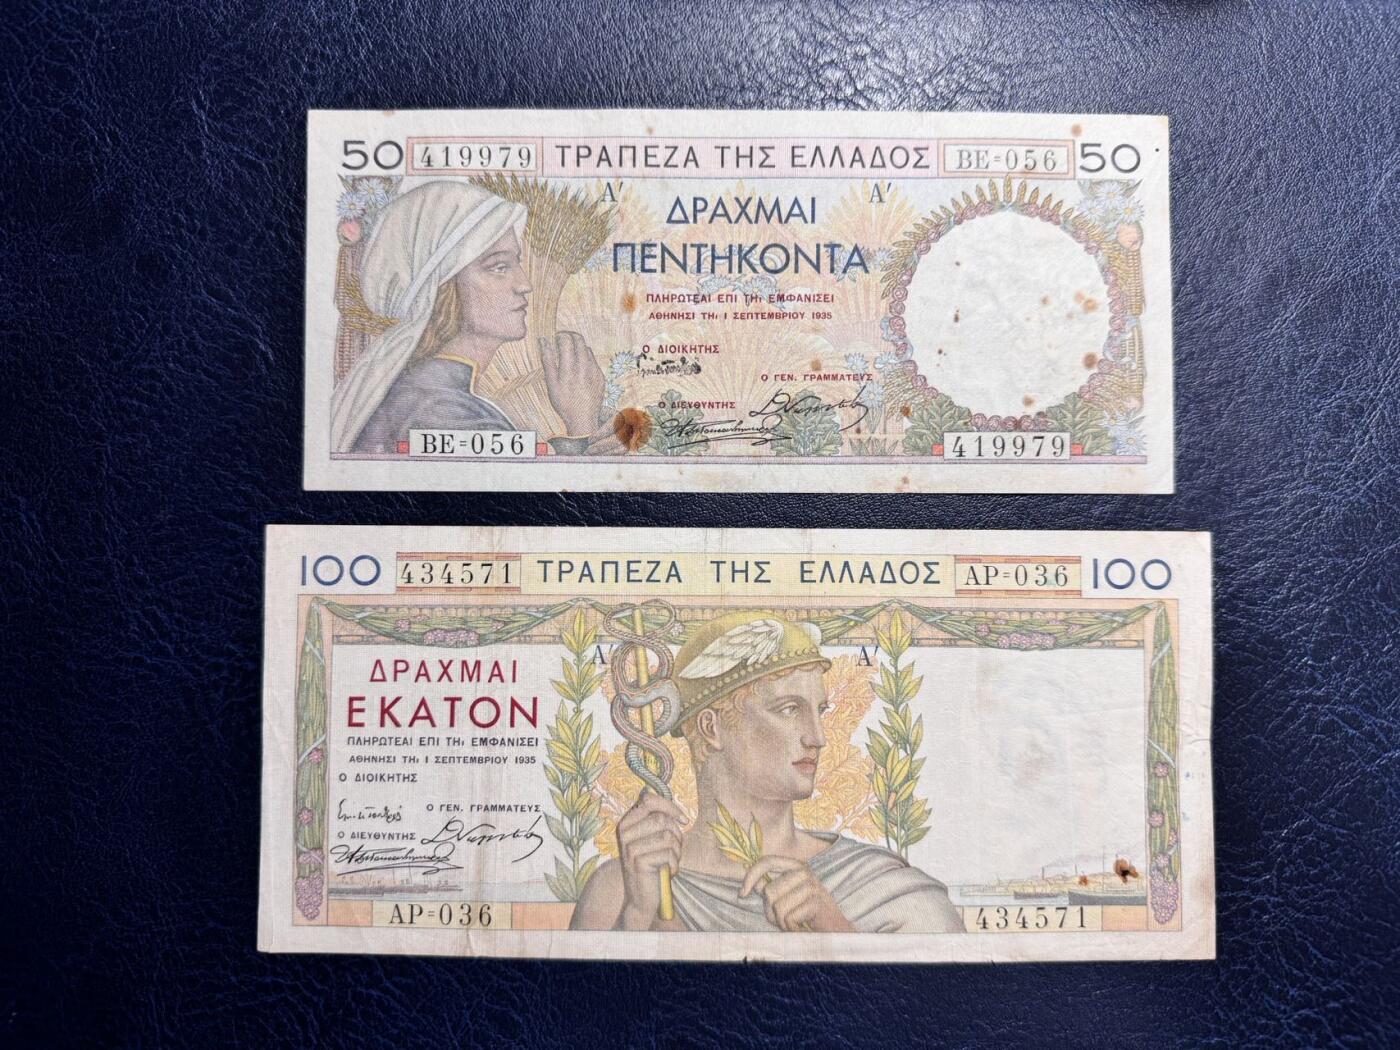 50 419979 ΤΡΑΠΕΖΑ ΤΗΣ ΕΛΛΑΔΟΣ ΒΕ=056 50
Α′ Α′
ΔΡΑΧΜΑΙ
ΠΕΝΤΗΚΟΝΤΑ
ΠΛΗΡΩΤΕΑΙ ΕΠΙ ΤΗι ΕΜΦΑΝΙΣΕΙ
ΑΘΗΝΗΣΙ ΤΗι 1 ΣΕΠΤΕΜΒΡΙΟΥ 1935
Ο ΔΙΟΙΚΗΤΗΣ
Ο ΓΕΝ. ΓΡΑΜΜΑΤΕΥΣ
Ο ΔΙΕΥΘΥΝΤΗΣ
ΒΕ=056 419979
100 434571 ΤΡΑΠΕΖΑ ΤΗΣ ΕΛΛΑΔΟΣ ΑΡ=036 100
Α′ Α′
ΔΡΑΧΜΑΙ
ΕΚΑΤΟΝ
ΠΛΗΡΩΤΕΑΙ ΕΠΙ ΤΗι ΕΜΦΑΝΙΣΕΙ
ΑΘΗΝΗΣΙ ΤΗι 1 ΣΕΠΤΕΜΒΡΙΟΥ 1935
Ο ΔΙΟΙΚΗΤΗΣ
Ο ΓΕΝ. ΓΡΑΜΜΑΤΕΥΣ
Ο ΔΙΕΥΘΥΝΤΗΣ
ΑΡ=036 434571